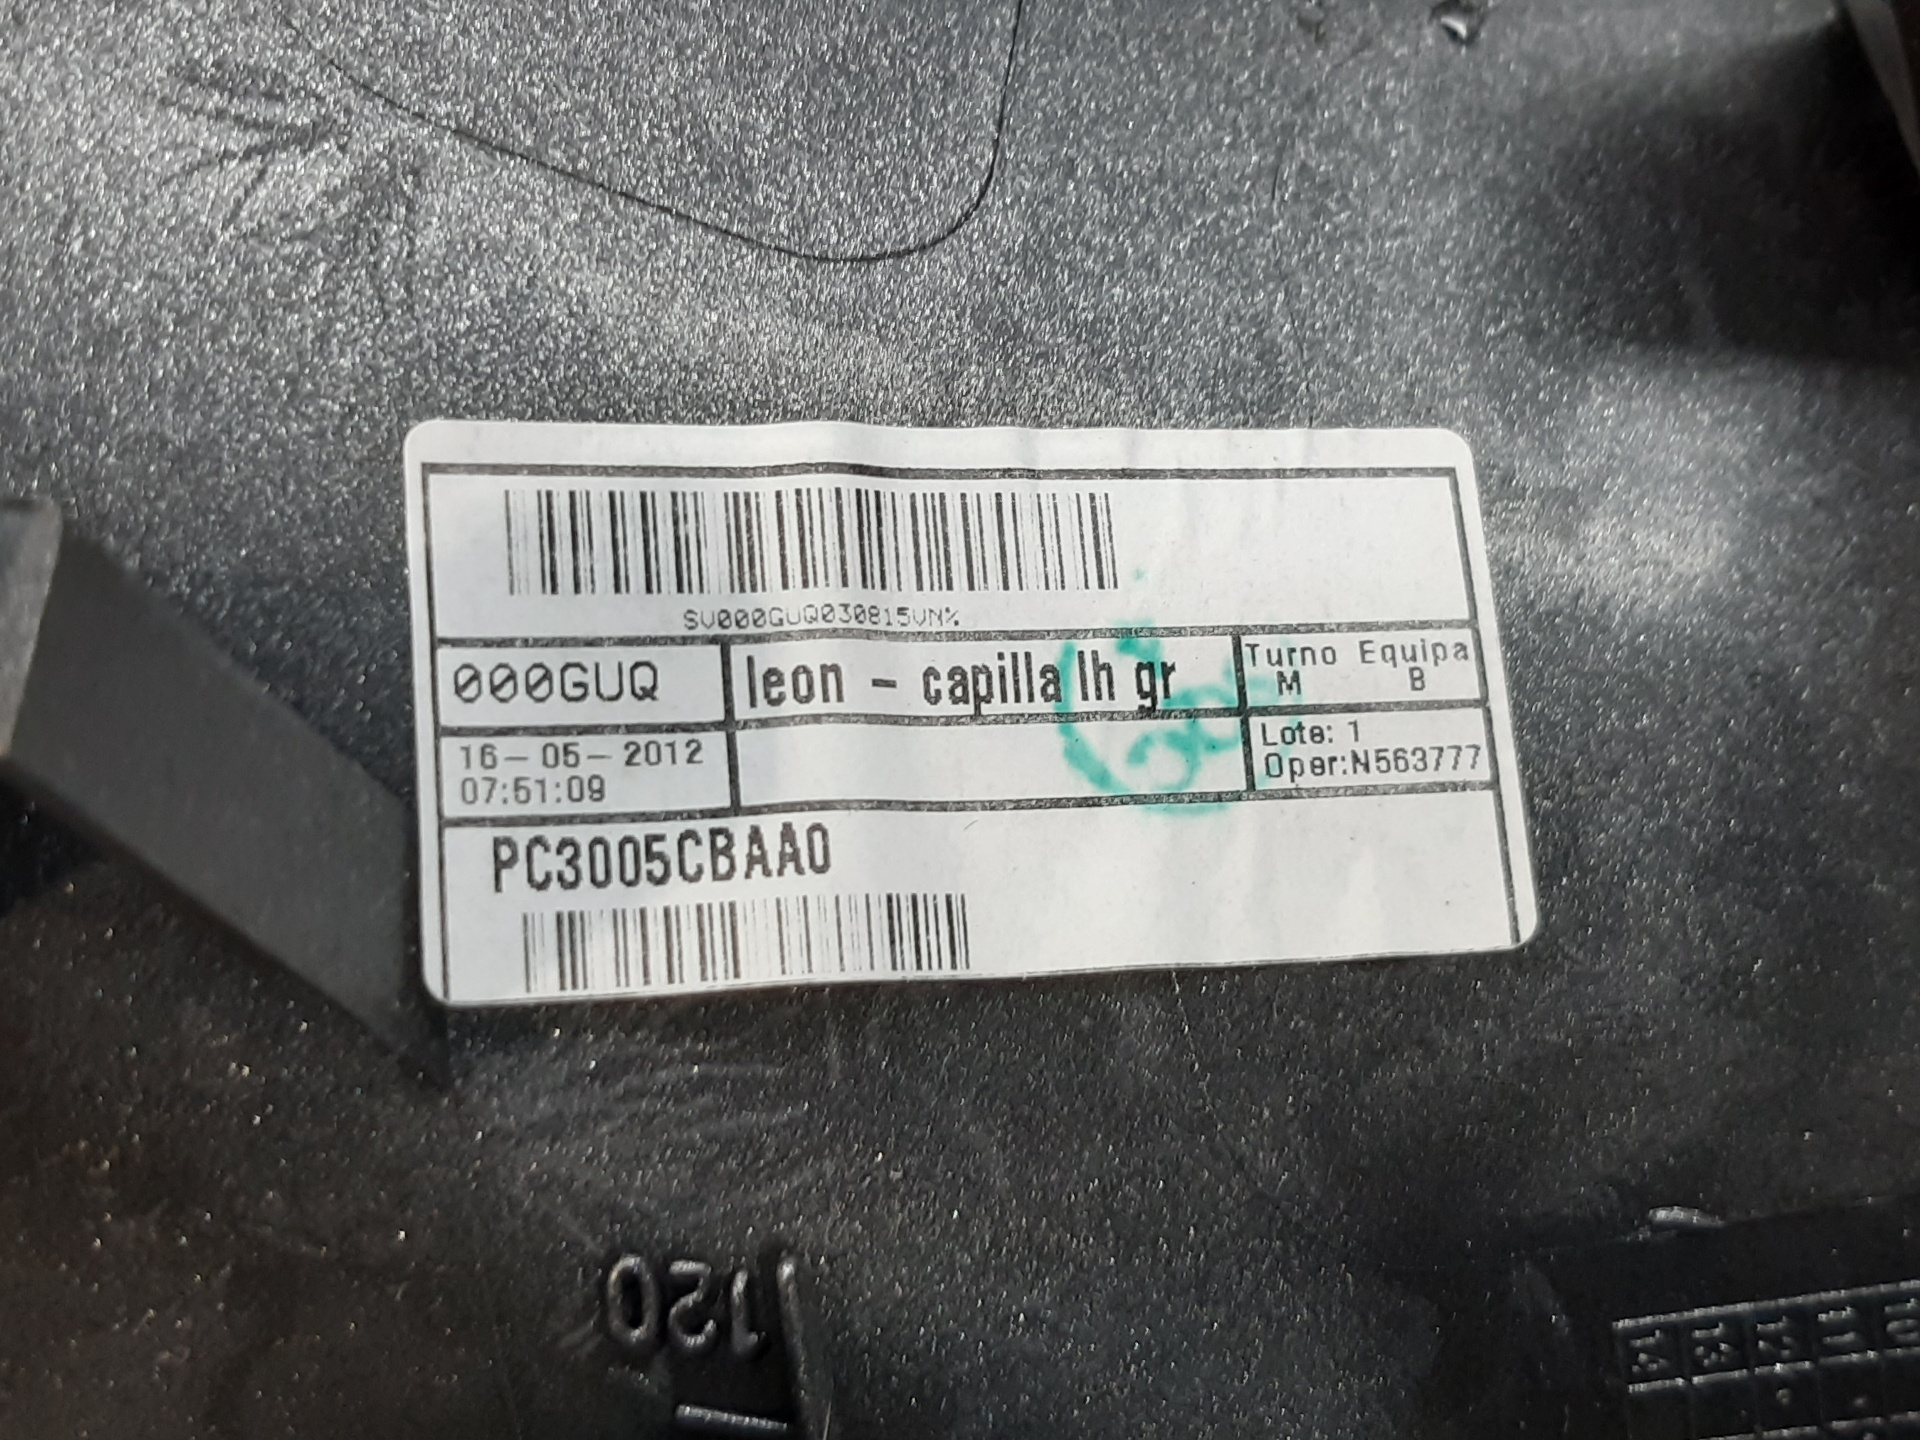 SV000GUQ030815VN%
000GUQ
leon - capilla lh gr
Turno Equipa
M B
16-05-2012
07:51:09
Lote: 1
Oper:N563777
PC3005CBAA0
120